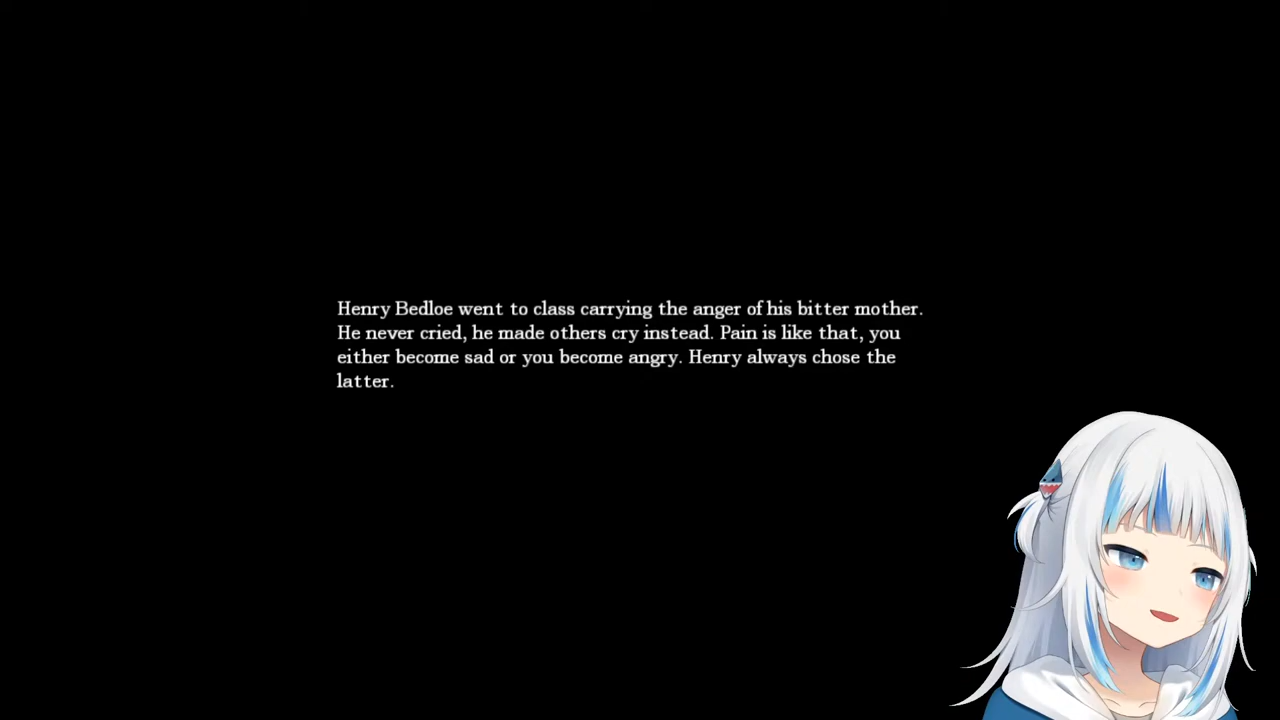 Henry Bedloe went to class carrying the anger of his bitter mother.
He never cried, he made others cry instead. Pain is like that, you
either become sad or you become angry. Henry always chose the
latter.